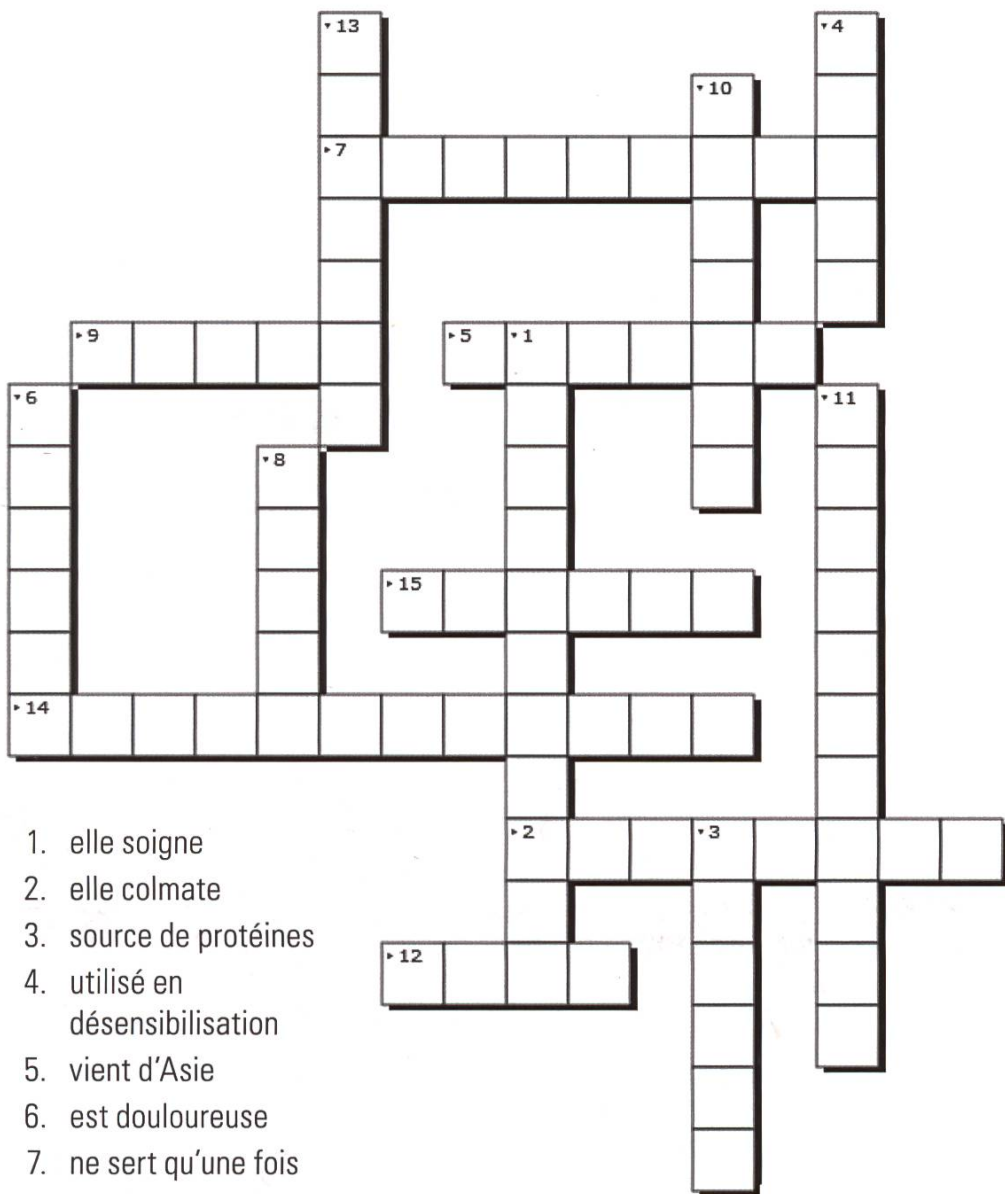 13
4
10
7
9
5
1
6
11
8
15
14
2
3
12
1. elle soigne
2. elle colmate
3. source de protéines
4. utilisé en
désensibilisation
5. vient d'Asie
6. est douloureuse
7. ne sert qu'une fois